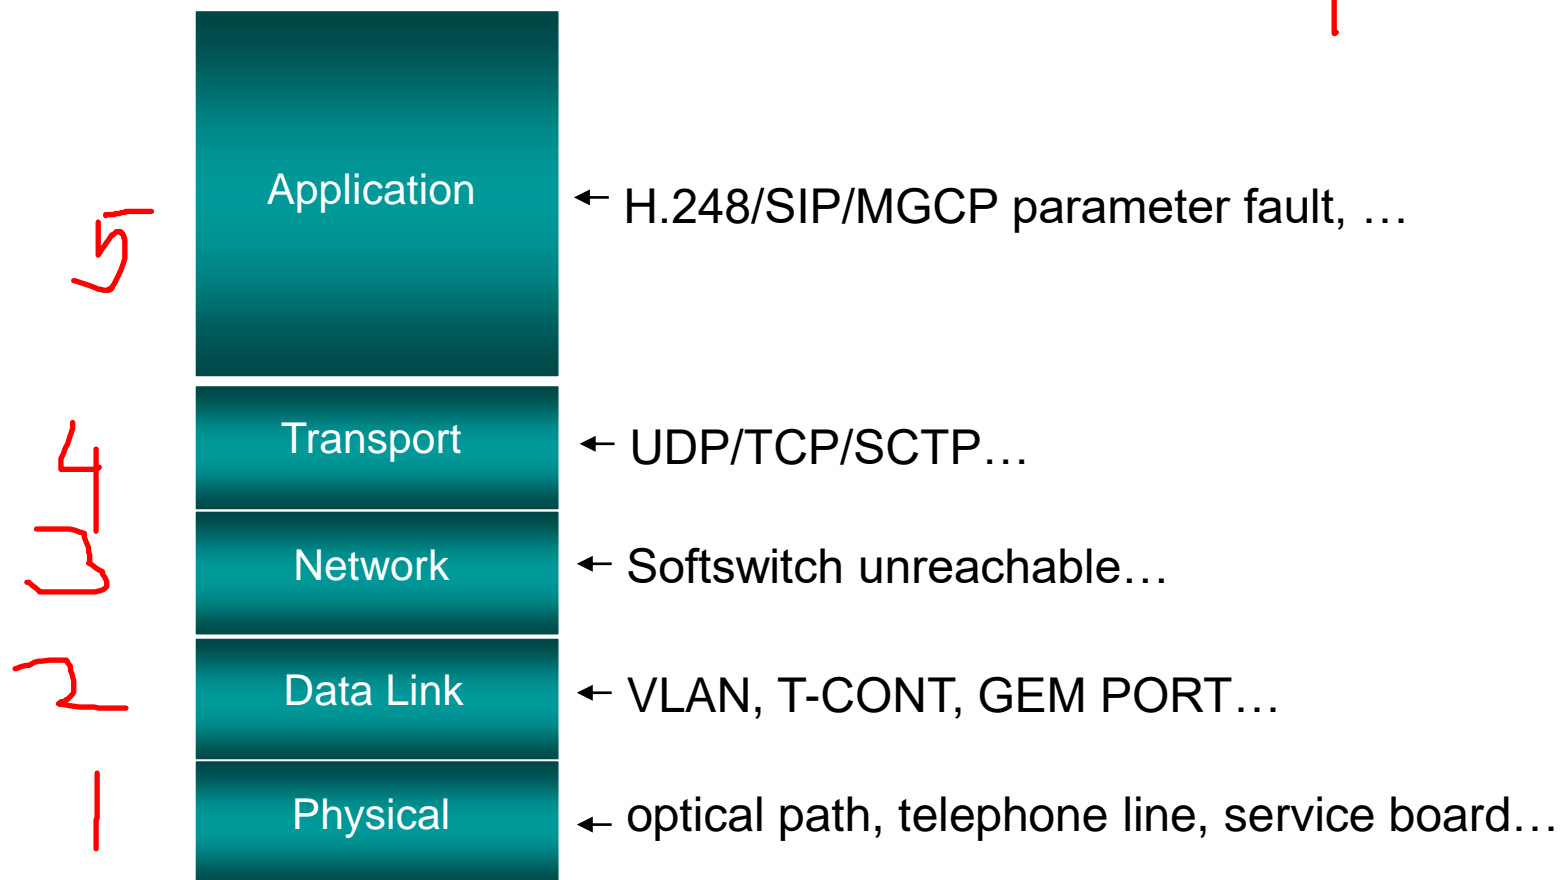 Application
H.248/SIP/MGCP parameter fault, …
5
Transport
UDP/TCP/SCTP…
4
Network
Softswitch unreachable…
3
Data Link
VLAN, T-CONT, GEM PORT…
2
Physical
optical path, telephone line, service board…
1